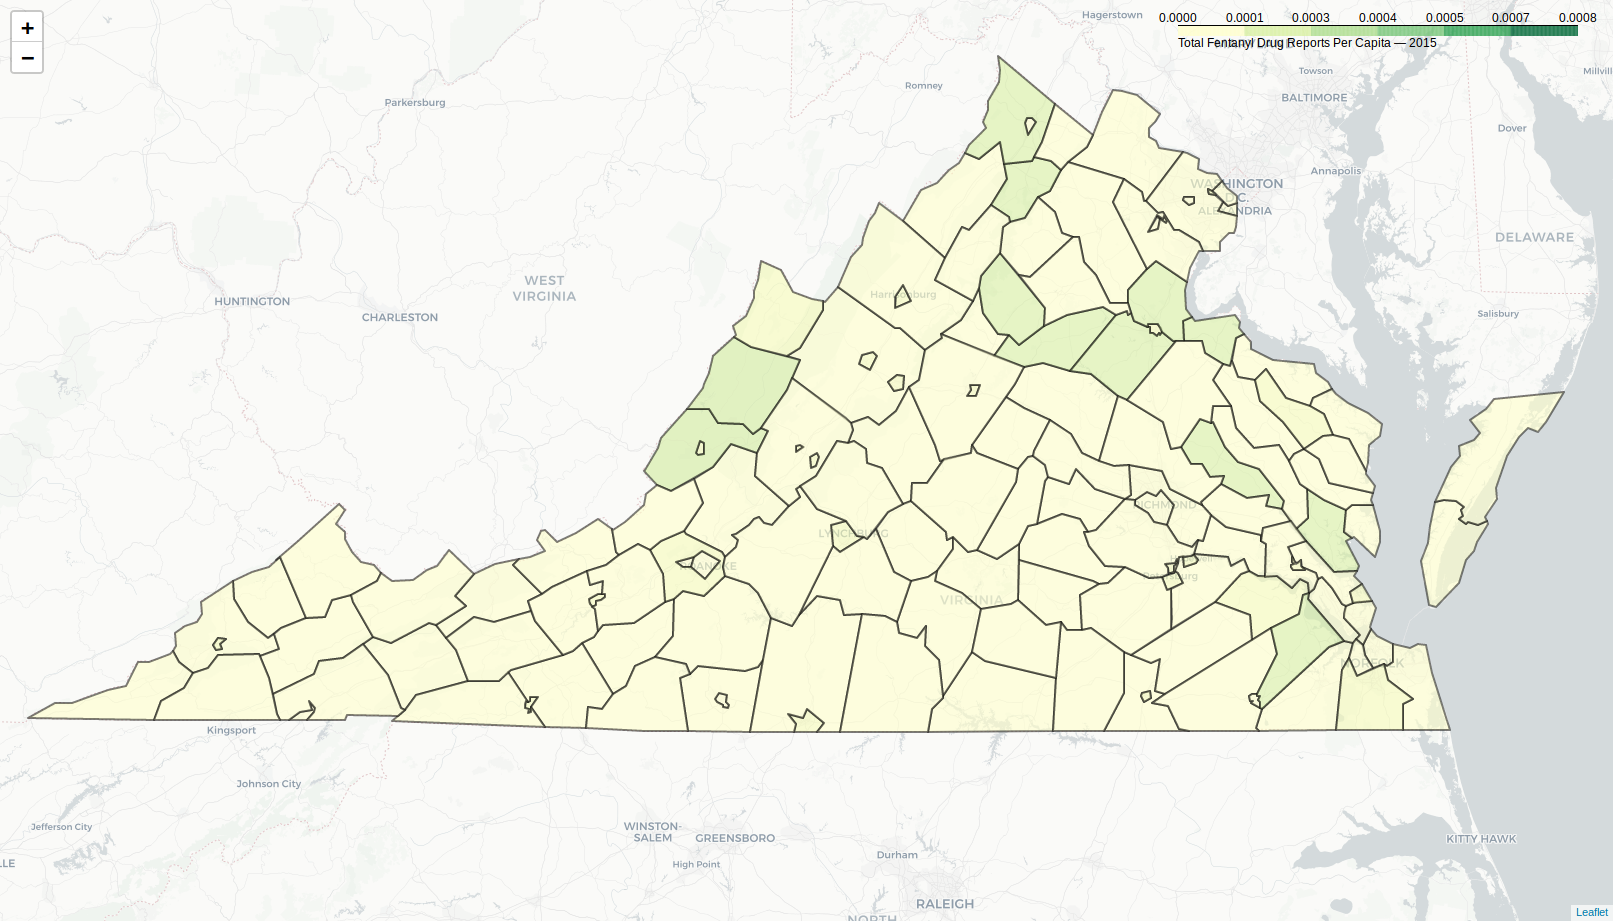 +
−
0.0000 0.0001 0.0003 0.0004 0.0005 0.0007 0.0008
Total Fentanyl Drug Reports Per Capita — 2015
Hagerstown
Towson
Millvill
Romney
BALTIMORE
Parkersburg
Dover
Annapolis
WASHINGTON
D.C.
ALEXANDRIA
DELAWARE
WEST
VIRGINIA
Harrisonburg
HUNTINGTON
CHARLESTON
Salisbury
RICHMOND
LYNCHBURG
ROANOKE
Hopewell
Petersburg
VIRGINIA
NORFOLK
Kingsport
Johnson City
Jefferson City
WINSTON-
SALEM
GREENSBORO
KITTY HAWK
LLE
High Point
Durham
RALEIGH
NORTH
Leaflet